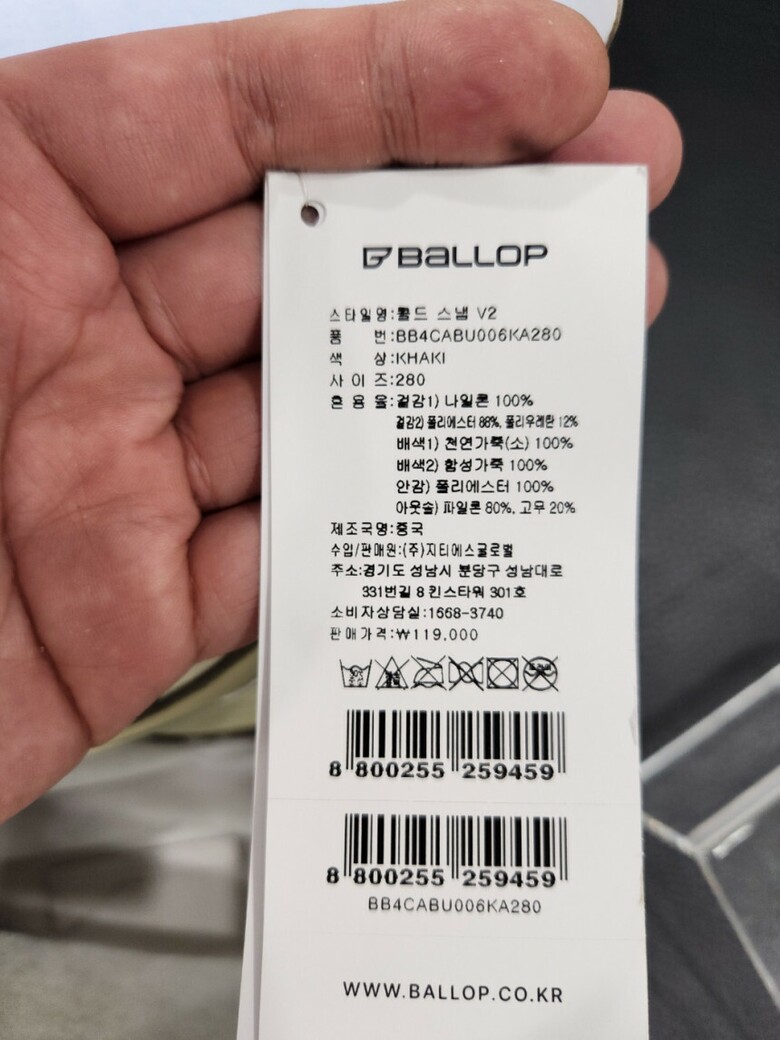 BALLOP
스타일명:콜드 스냅 V2
품 번:BB4CABU006KA280
색 상:KHAKI
사 이 즈:280
혼 용 율:겉감1) 나일론 100%
겉감2) 폴리에스터 88%, 폴리우레탄 12%
배색1) 천연가죽(소) 100%
배색2) 합성가죽 100%
안감) 폴리에스터 100%
아웃솔) 파일론 80%, 고무 20%
제조국명:중국
수입/판매원:(주)지티에스글로벌
주소:경기도 성남시 분당구 성남대로
331번길 8 킨스타워 301호
소비자상담실:1668-3740
판매가격:₩119,000
8 800255 259459
8 800255 259459
BB4CABU006KA280
WWW.BALLOP.CO.KR